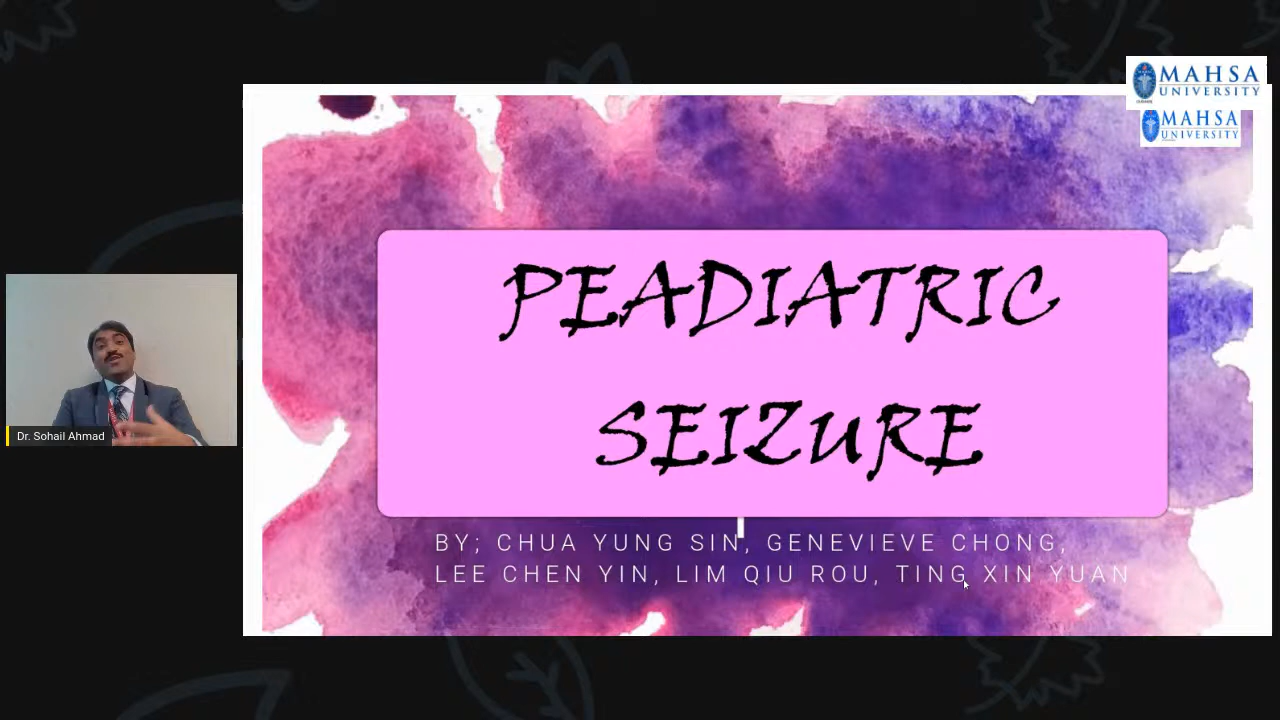 MAHSA
UNIVERSITY
MAHSA
UNIVERSITY
PEADIATRIC
SEIZURE
BY; CHUA YUNG SIN, GENEVIEVE CHONG,
LEE CHEN YIN, LIM QIU ROU, TING XIN YUAN
Dr. Sohail Ahmad